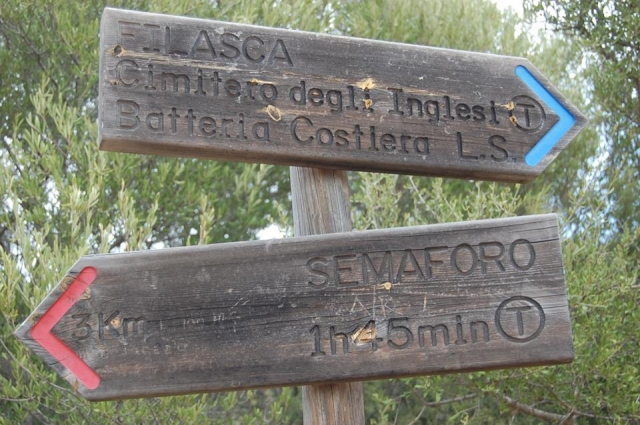 FILASCA
Cimitero degli Inglesi T
Batteria Costiera L.S.
SEMAFORO
3Km
1h45min T